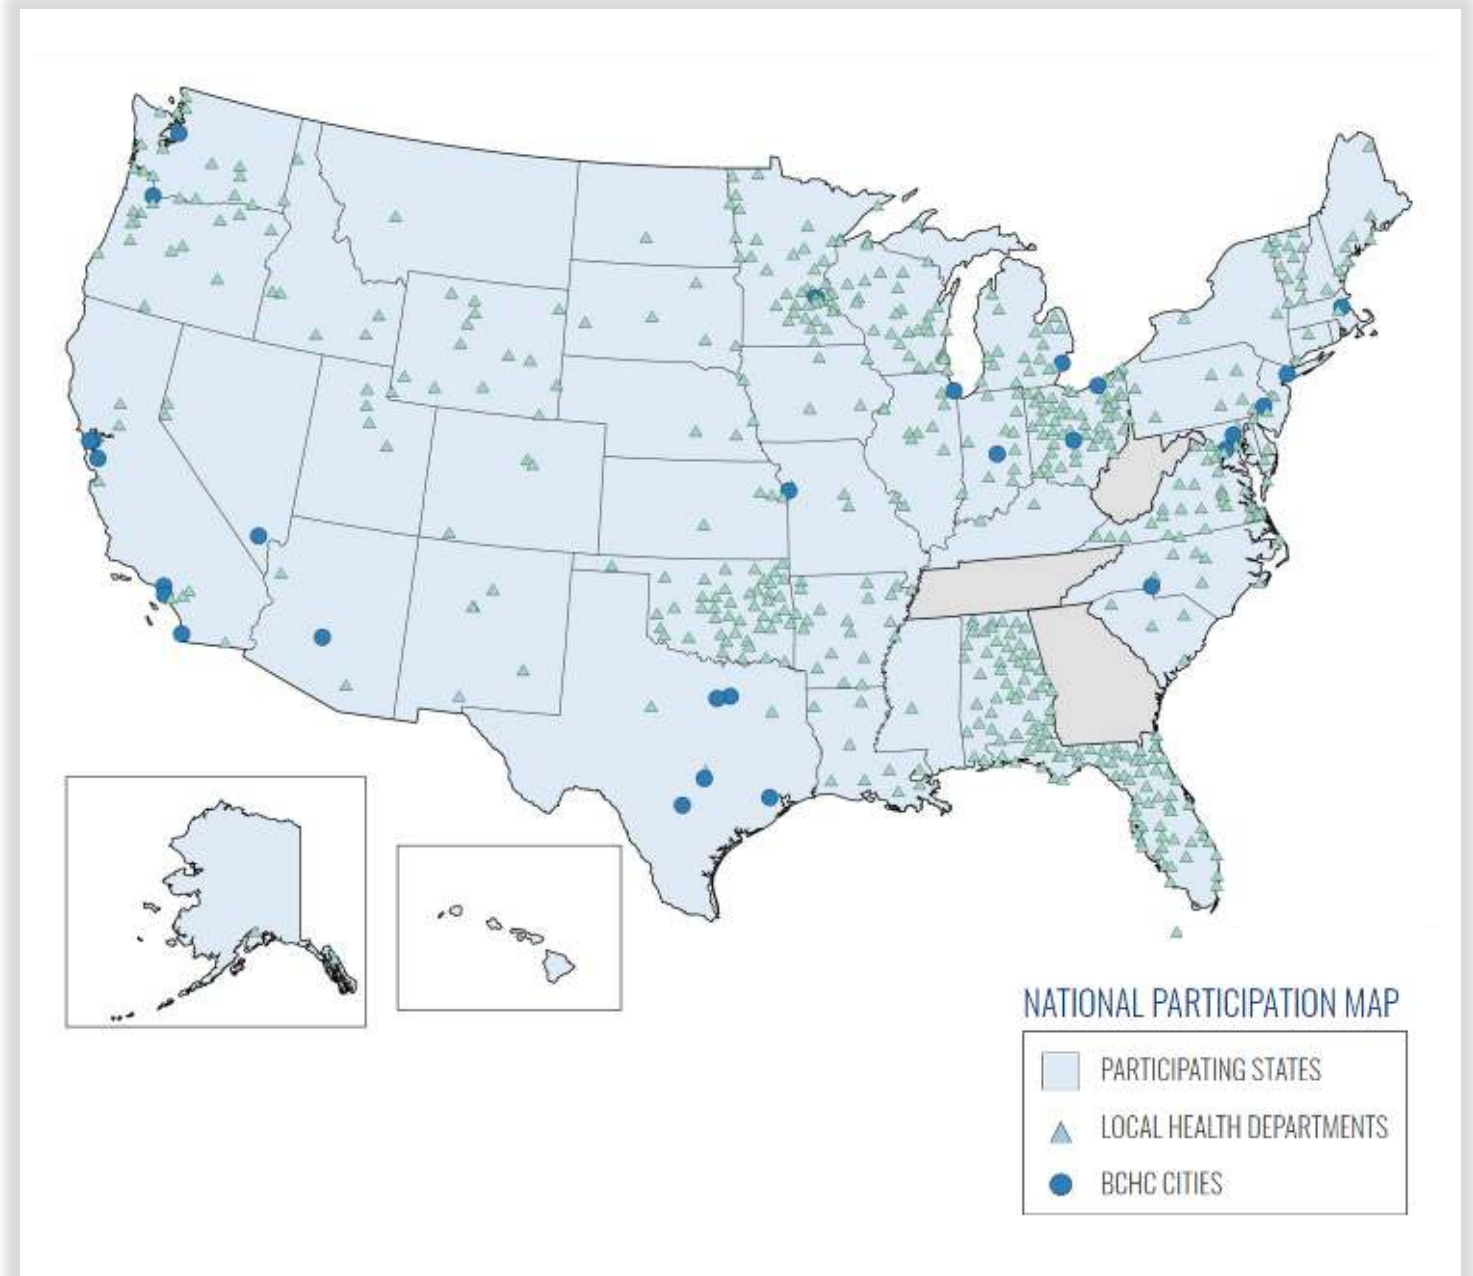 NATIONAL PARTICIPATION MAP
PARTICIPATING STATES
LOCAL HEALTH DEPARTMENTS
BCHC CITIES